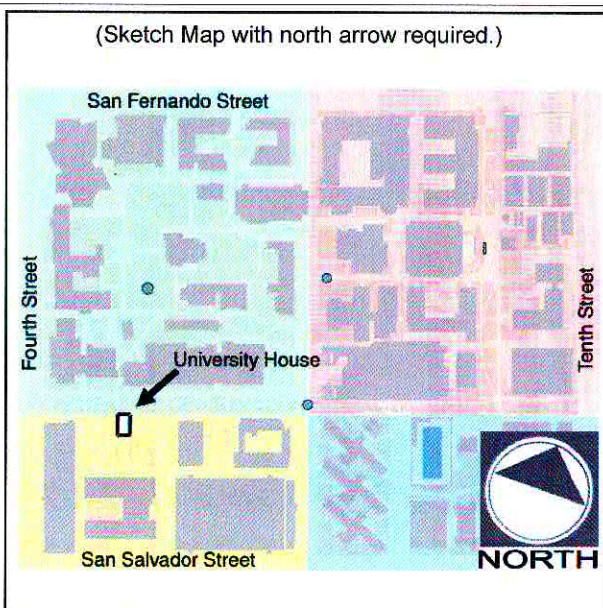 (Sketch Map with north arrow required.)
San Fernando Street
Fourth Street
Tenth Street
University House
San Salvador Street
NORTH